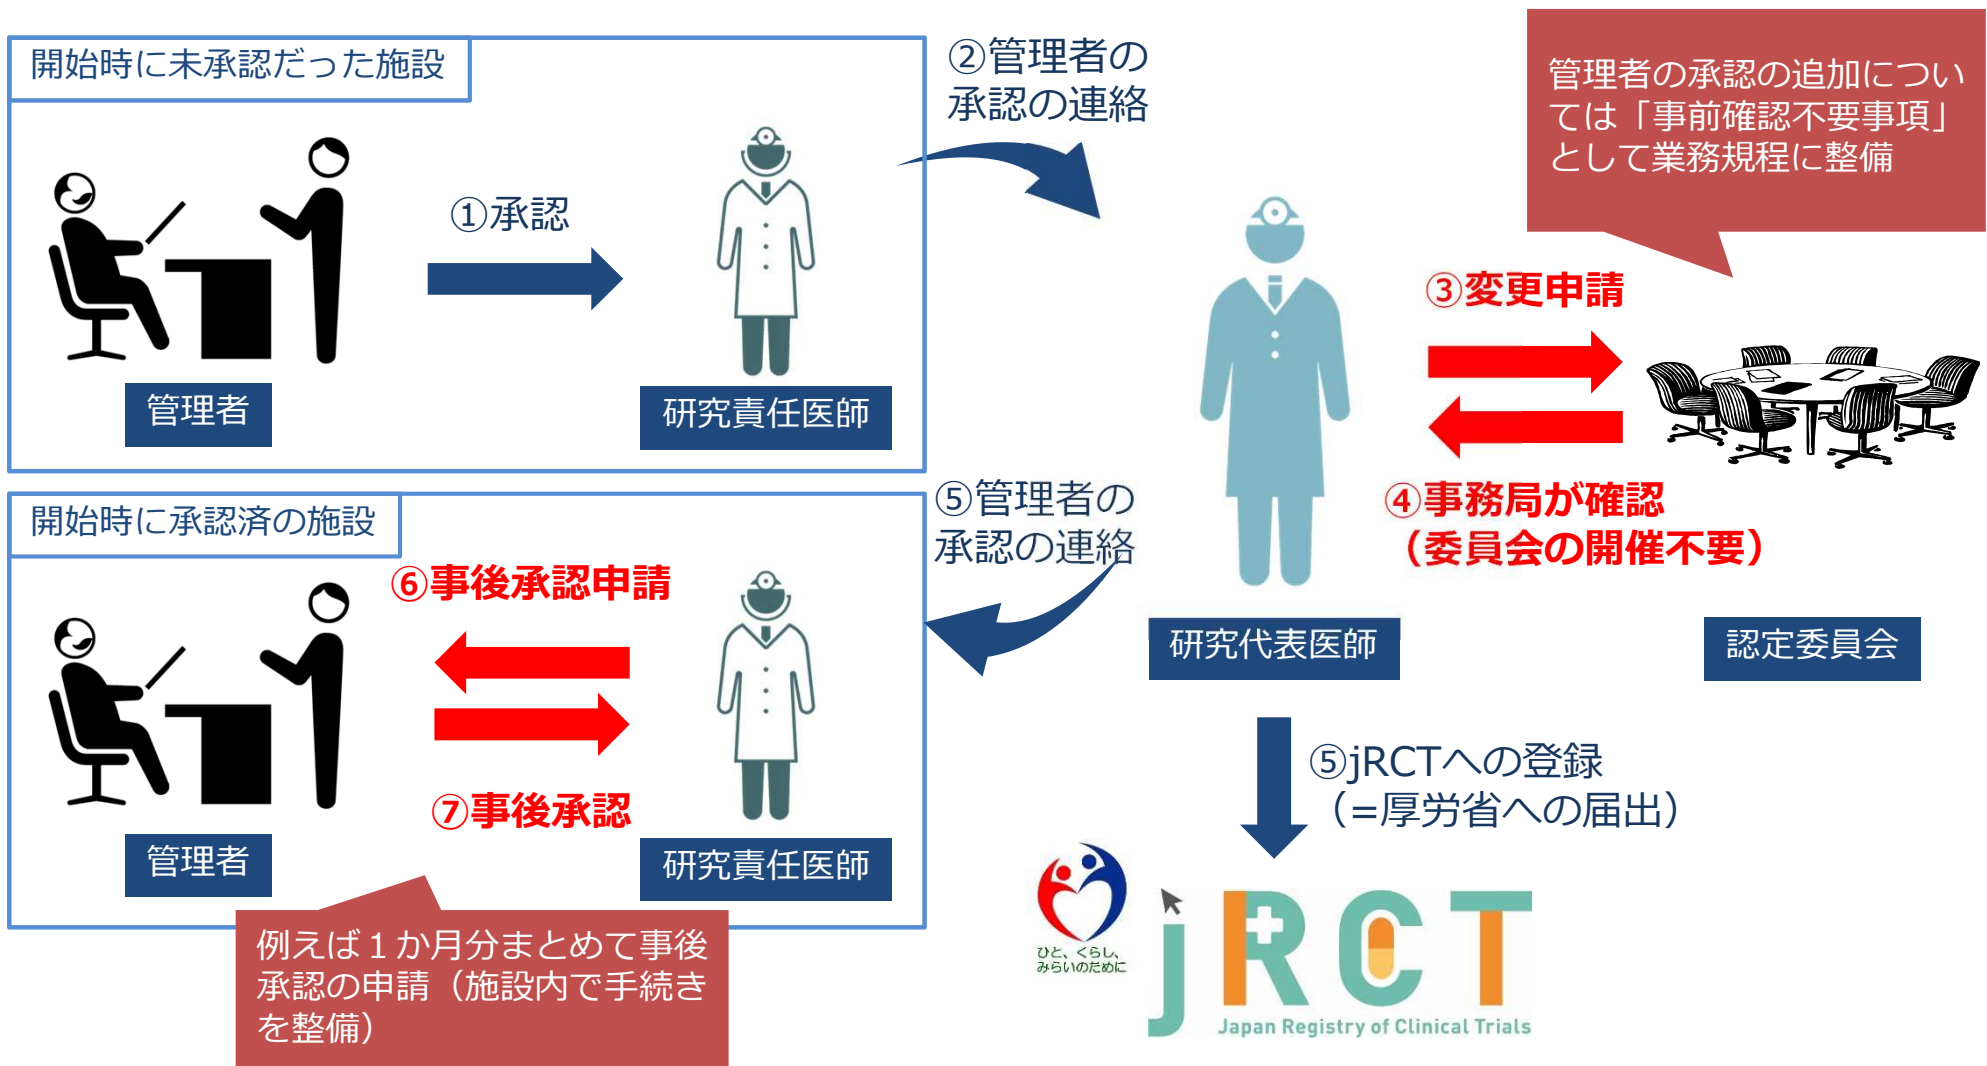 開始時に未承認だった施設
①承認
管理者
研究責任医師
②管理者の
承認の連絡
管理者の承認の追加につい
ては「事前確認不要事項」
として業務規程に整備
③変更申請
④事務局が確認
（委員会の開催不要）
研究代表医師
認定委員会
⑤管理者の
承認の連絡
開始時に承認済の施設
⑥事後承認申請
⑦事後承認
管理者
研究責任医師
例えば１か月分まとめて事後
承認の申請（施設内で手続き
を整備）
⑤jRCTへの登録
（=厚労省への届出）
ひと、くらし、
みらいのために
jRCT
Japan Registry of Clinical Trials